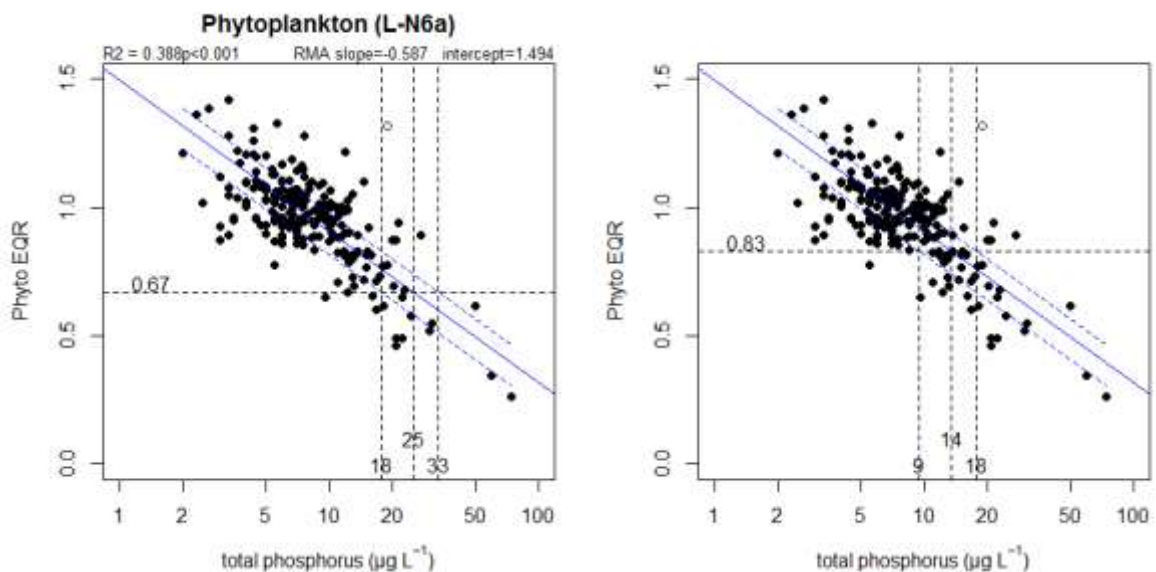 Phytoplankton (L-N6a)
R2 = 0.388p<0.001 RMA slope=-0.587 intercept=1.494
1.5
1.0
0.5
0.0
Phyto EQR
0.67
25
18 33
1 2 5 10 20 50 100
total phosphorus (µg L⁻¹)
1.5
1.0
0.5
0.0
Phyto EQR
0.83
14
9 18
1 2 5 10 20 50 100
total phosphorus (µg L⁻¹)